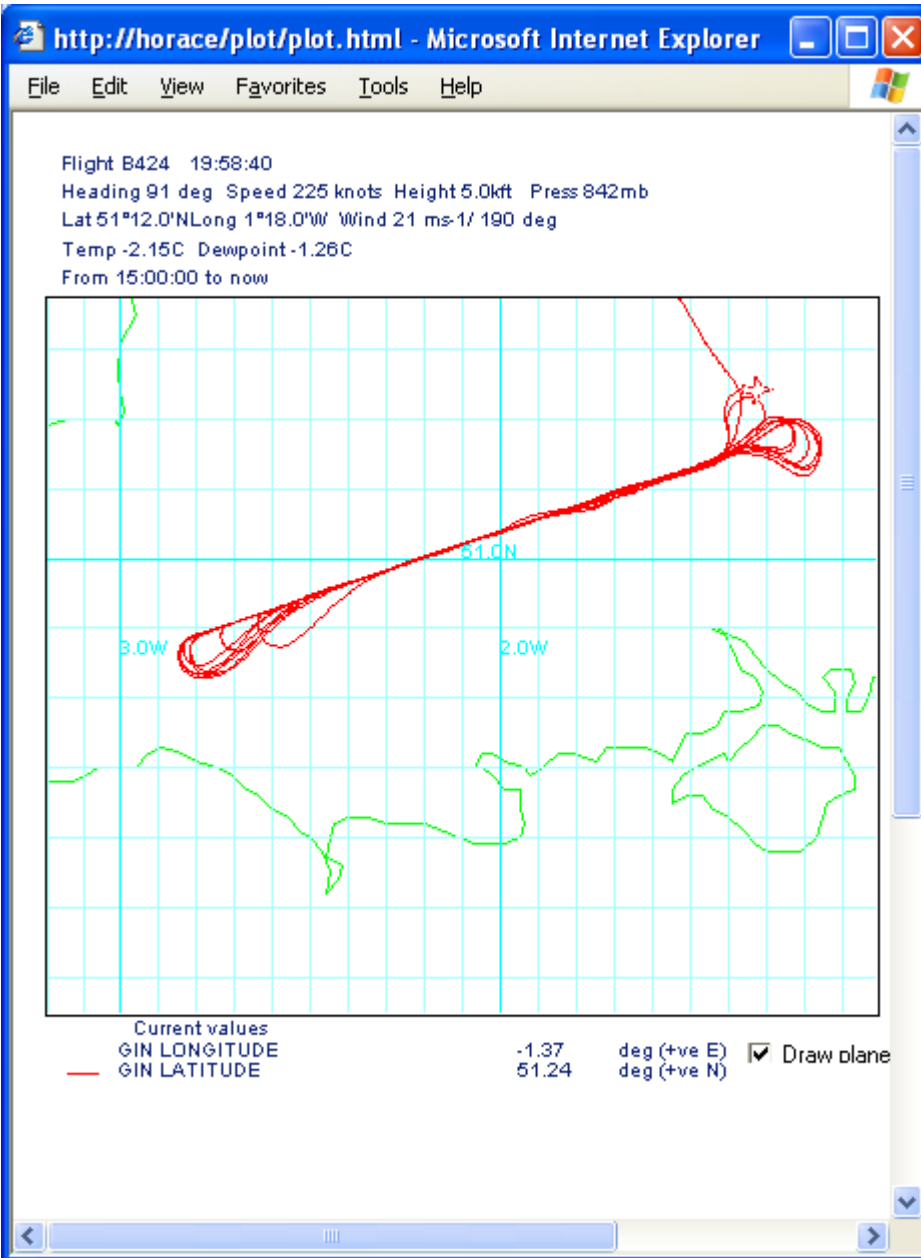 http://horace/plot/plot.html - Microsoft Internet Explorer
File Edit View Favorites Tools Help
Flight B424 19:58:40
Heading 91 deg Speed 225 knots Height 5.0kft Press 842mb
Lat 51°12.0'NLong 1°18.0'W Wind 21 ms-1/ 190 deg
Temp -2.15C Dewpoint -1.26C
From 15:00:00 to now
51.0N
3.0W 2.0W
Current values
GIN LONGITUDE -1.37 deg (+ve E)
GIN LATITUDE 51.24 deg (+ve N)
Draw plane